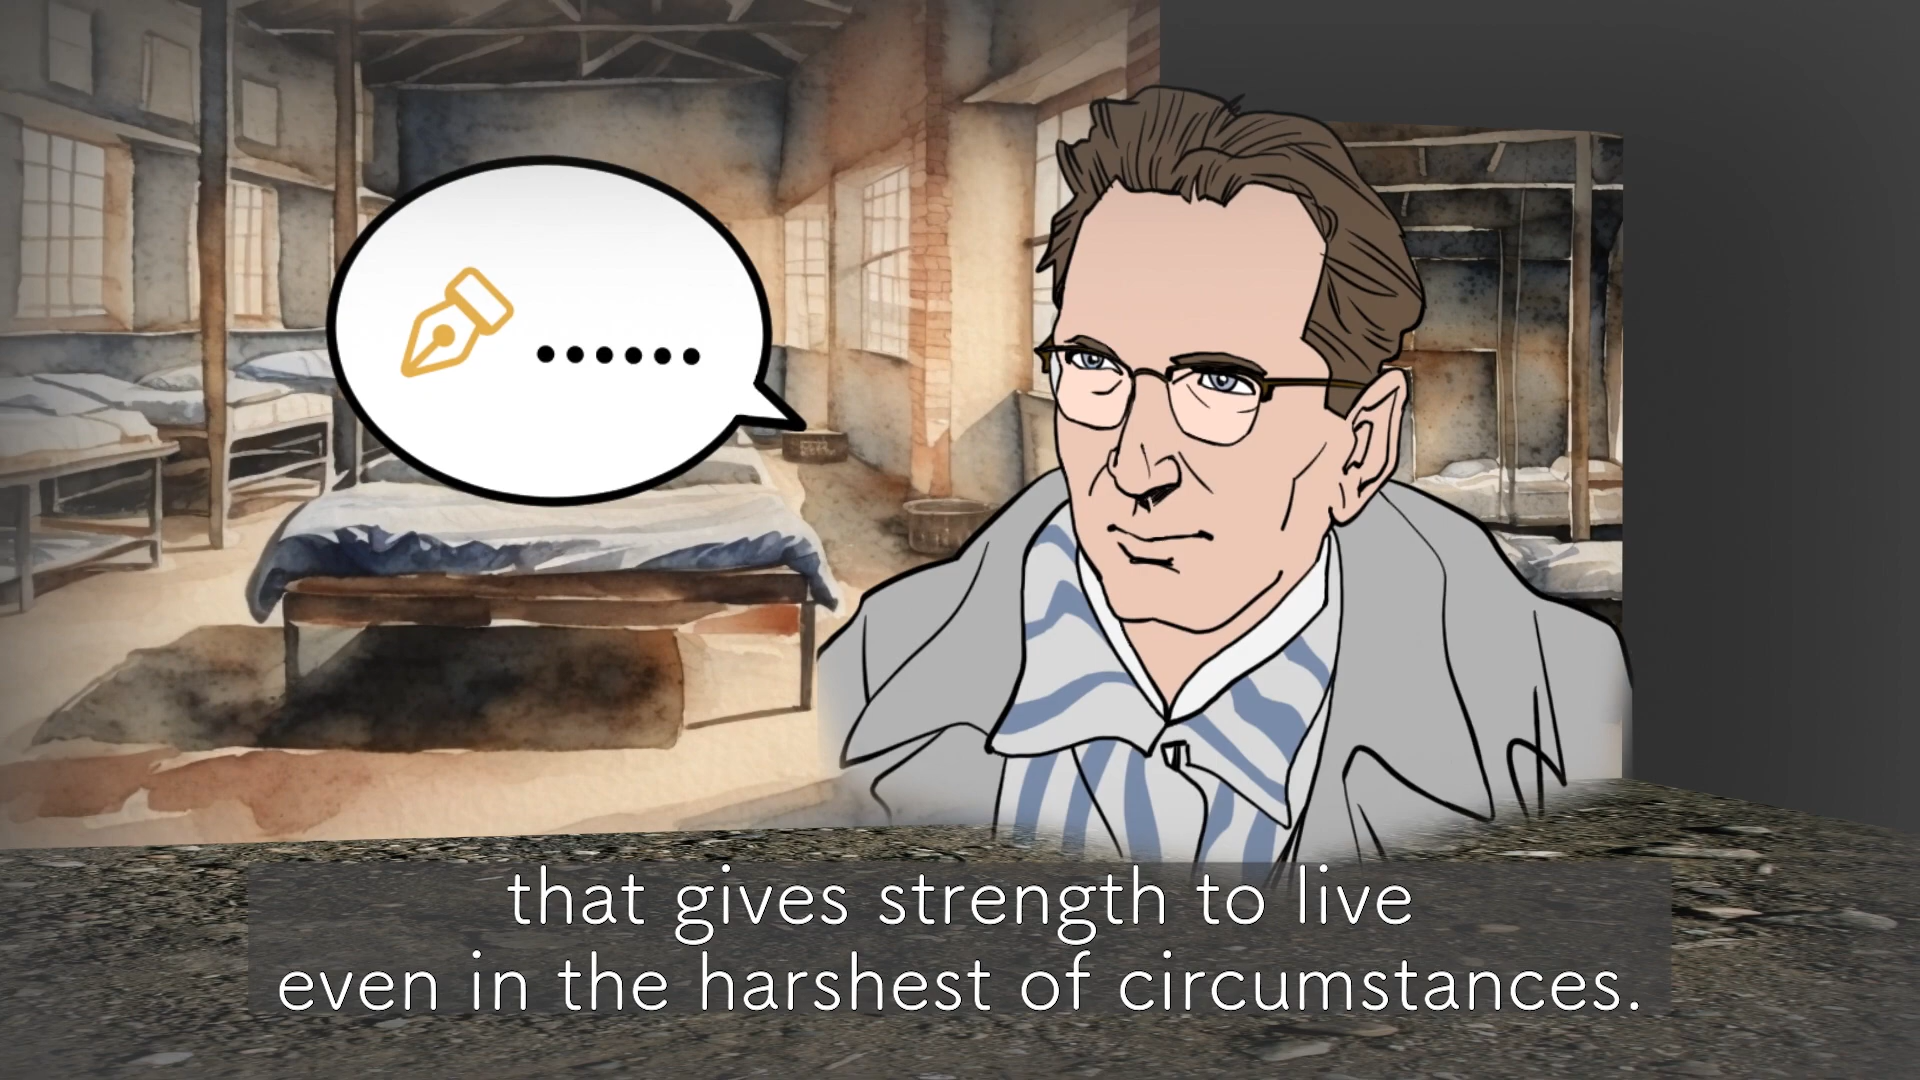 ......
that gives strength to live
even in the harshest of circumstances.